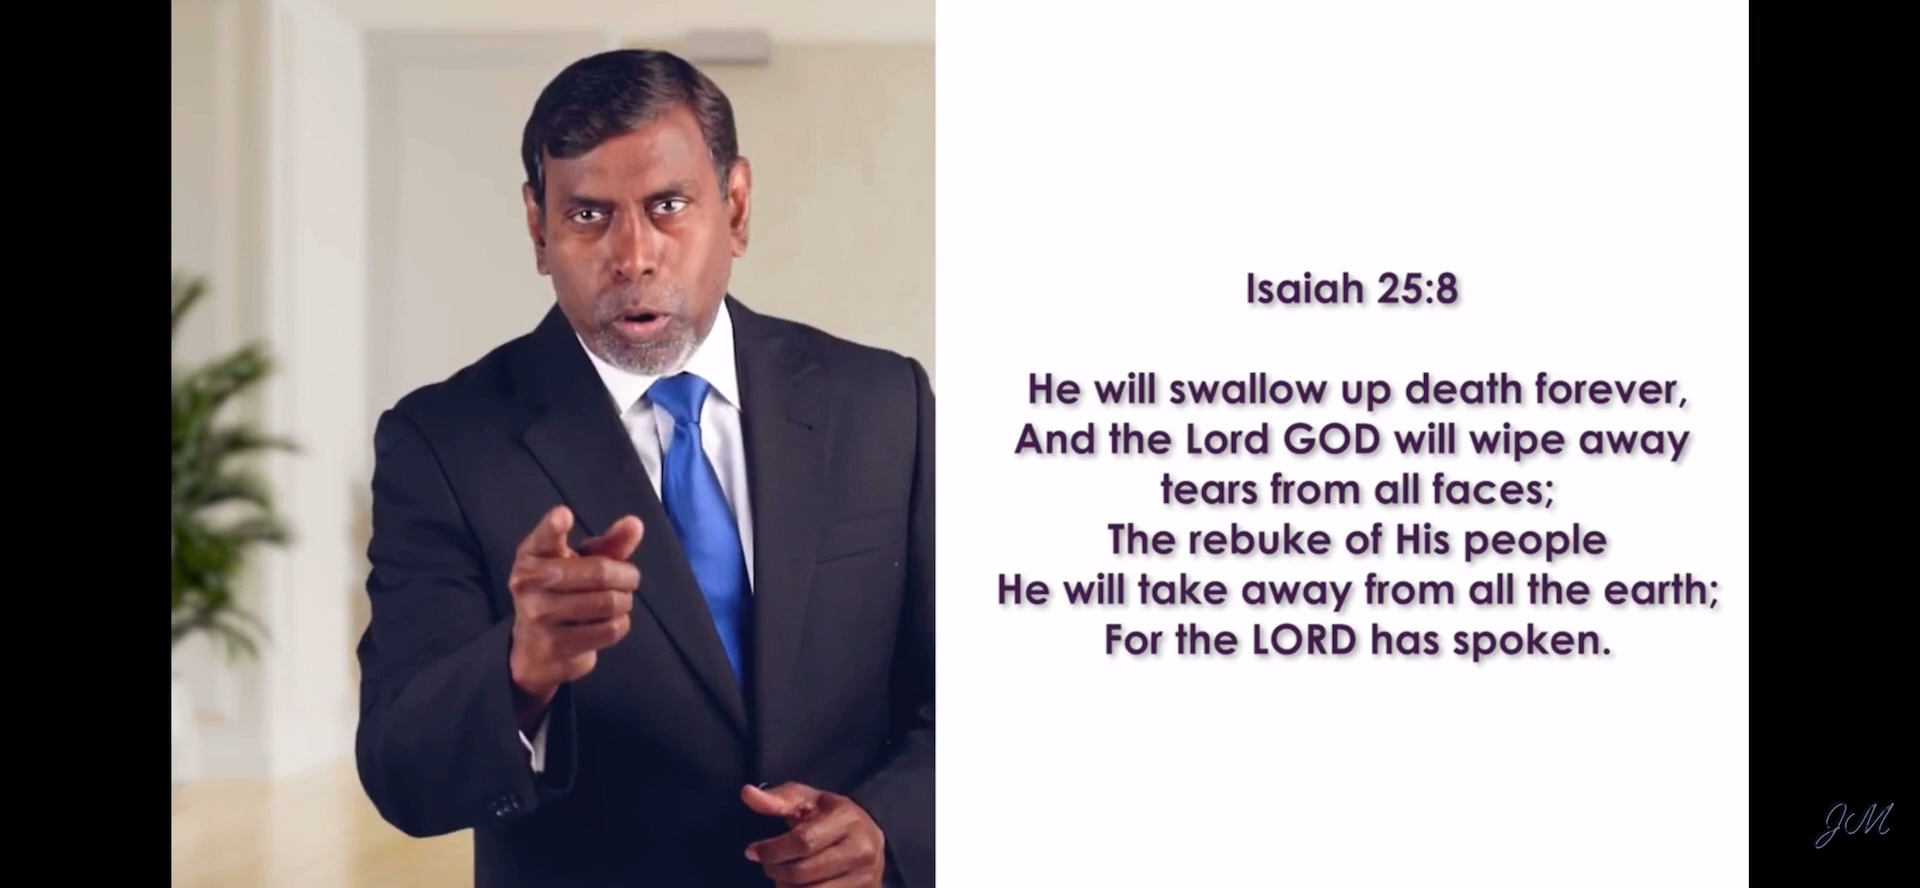 Isaiah 25:8
He will swallow up death forever,
And the Lord GOD will wipe away
tears from all faces;
The rebuke of His people
He will take away from all the earth;
For the LORD has spoken.
JM